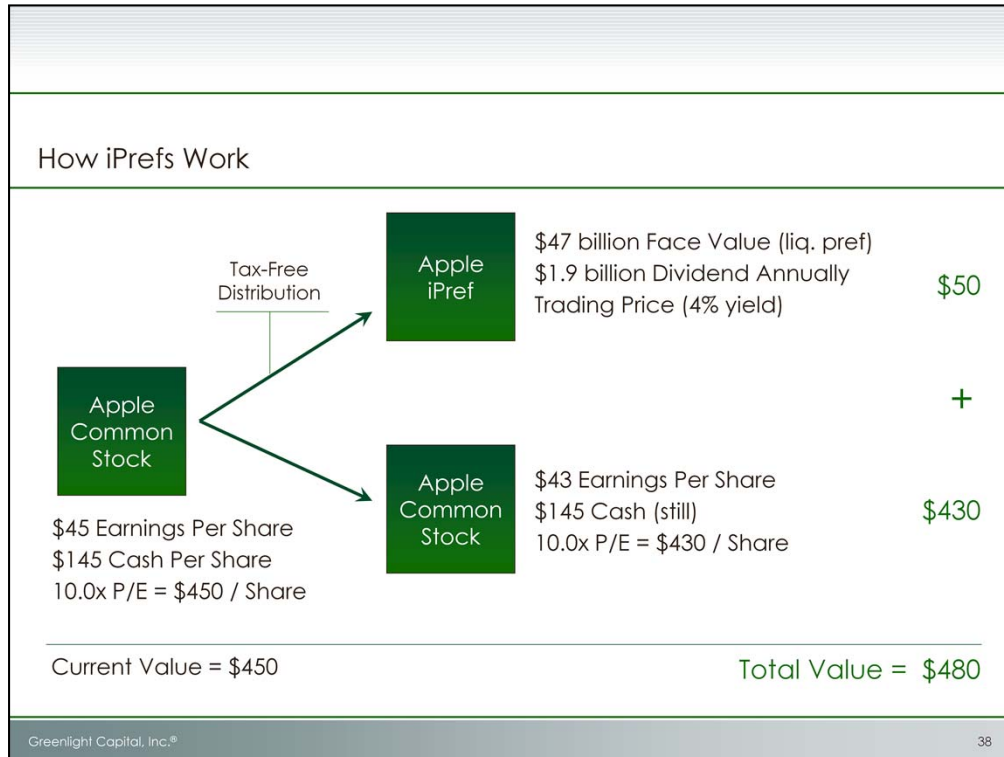 How iPrefs Work
Tax-Free
Distribution
Apple
iPref
$47 billion Face Value (liq. pref)
$1.9 billion Dividend Annually
Trading Price (4% yield)
$50
+
Apple
Common
Stock
$45 Earnings Per Share
$145 Cash Per Share
10.0x P/E = $450 / Share
Apple
Common
Stock
$43 Earnings Per Share
$145 Cash (still)
10.0x P/E = $430 / Share
$430
Current Value = $450
Total Value = $480
Greenlight Capital, Inc.®
38